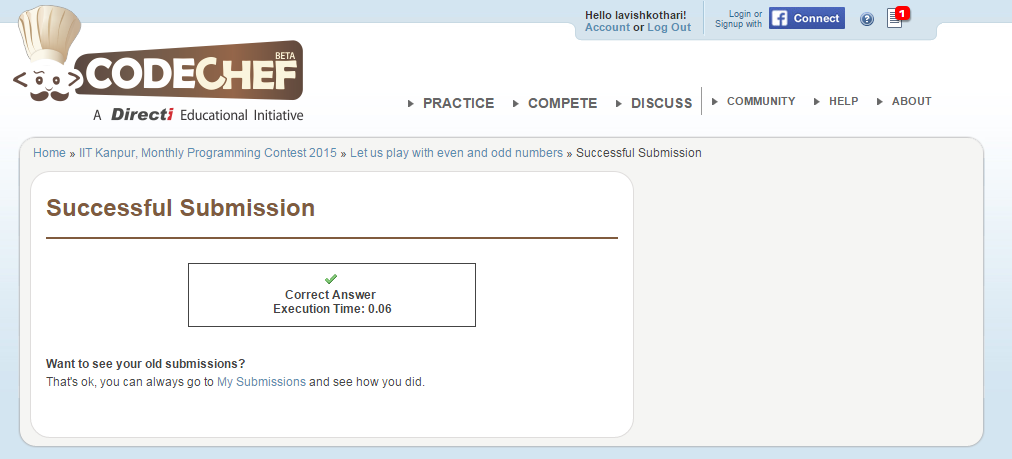 Hello lavishkothari!
Account or Log Out
Login or
Signup with
f Connect
?
1
CODECHEF
BETA
A Directi Educational Initiative
PRACTICE COMPETE DISCUSS COMMUNITY HELP ABOUT
Home » IIT Kanpur, Monthly Programming Contest 2015 » Let us play with even and odd numbers » Successful Submission
Successful Submission
Correct Answer
Execution Time: 0.06
Want to see your old submissions?
That's ok, you can always go to My Submissions and see how you did.